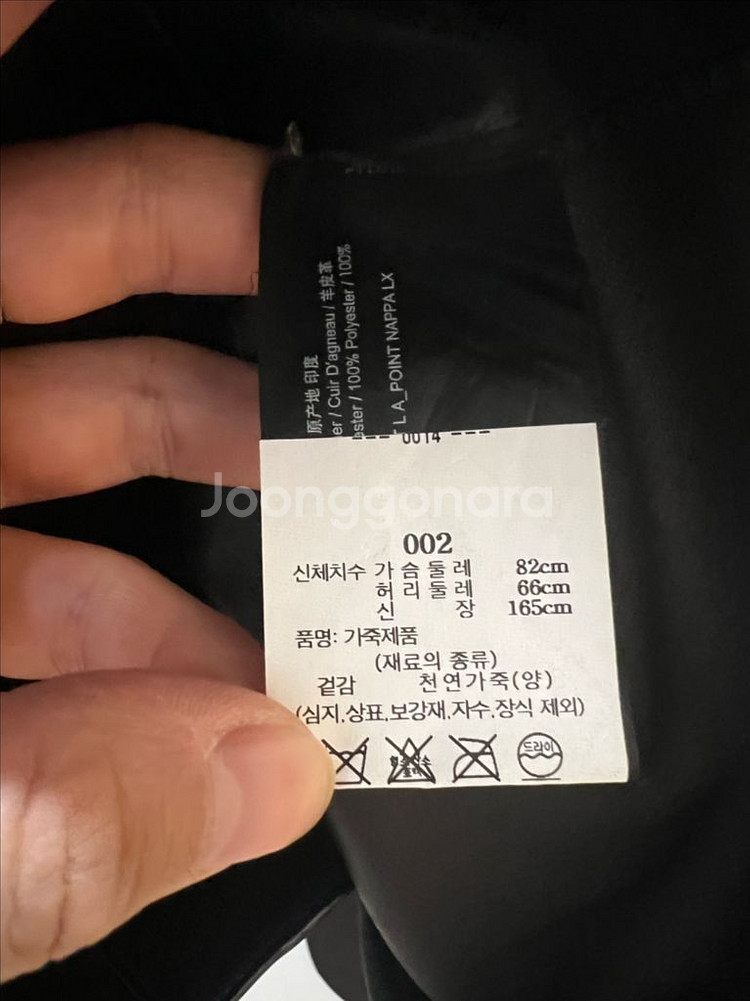 原产地 印度
er / Cuir D'agneau / 羊皮革
ester / 100% Polyester / 100%
L A_POINT NAPPA LX
--- 0014 ---
Joonggonara
002
신체치수 가 슴 둘 레 82cm
허 리 둘 레 66cm
신 장 165cm
품명: 가죽제품
(재료의 종류)
겉감 천연가죽(양)
(심지.상표.보강재.자수.장식 제외)
드라이